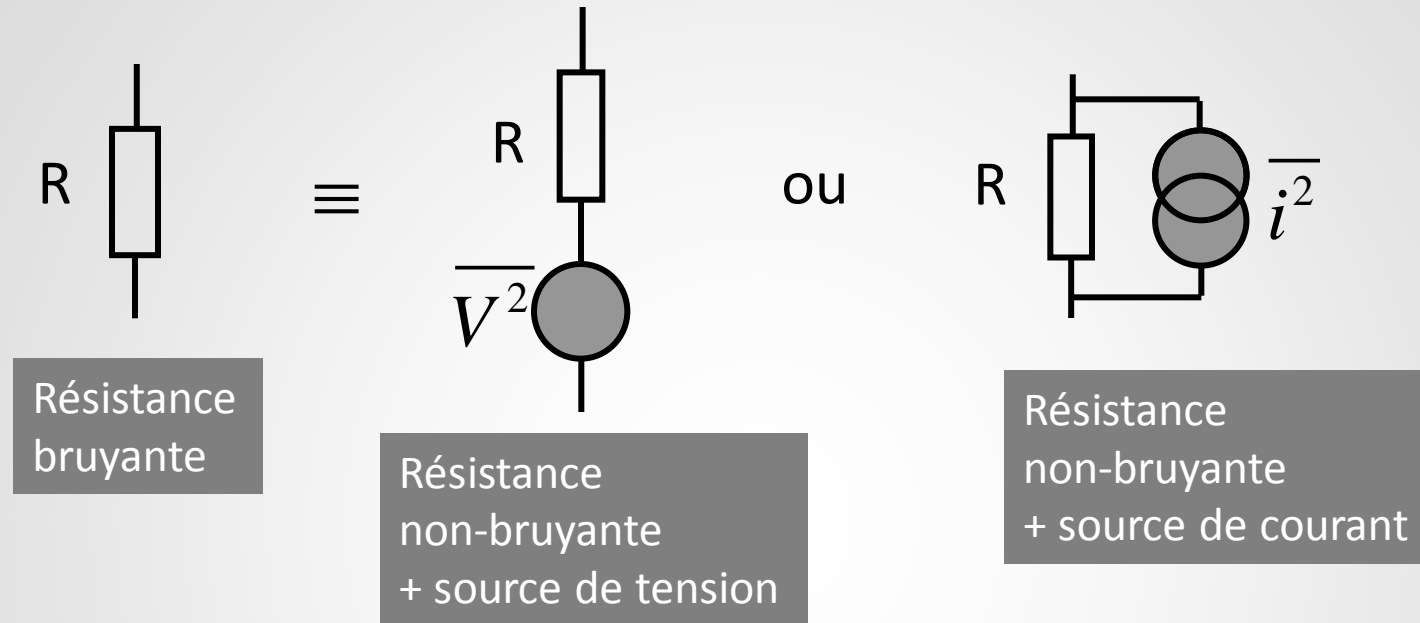 R
≡
R
V²
ou
R
i²
Résistance
bruyante
Résistance
non-bruyante
+ source de tension
Résistance
non-bruyante
+ source de courant